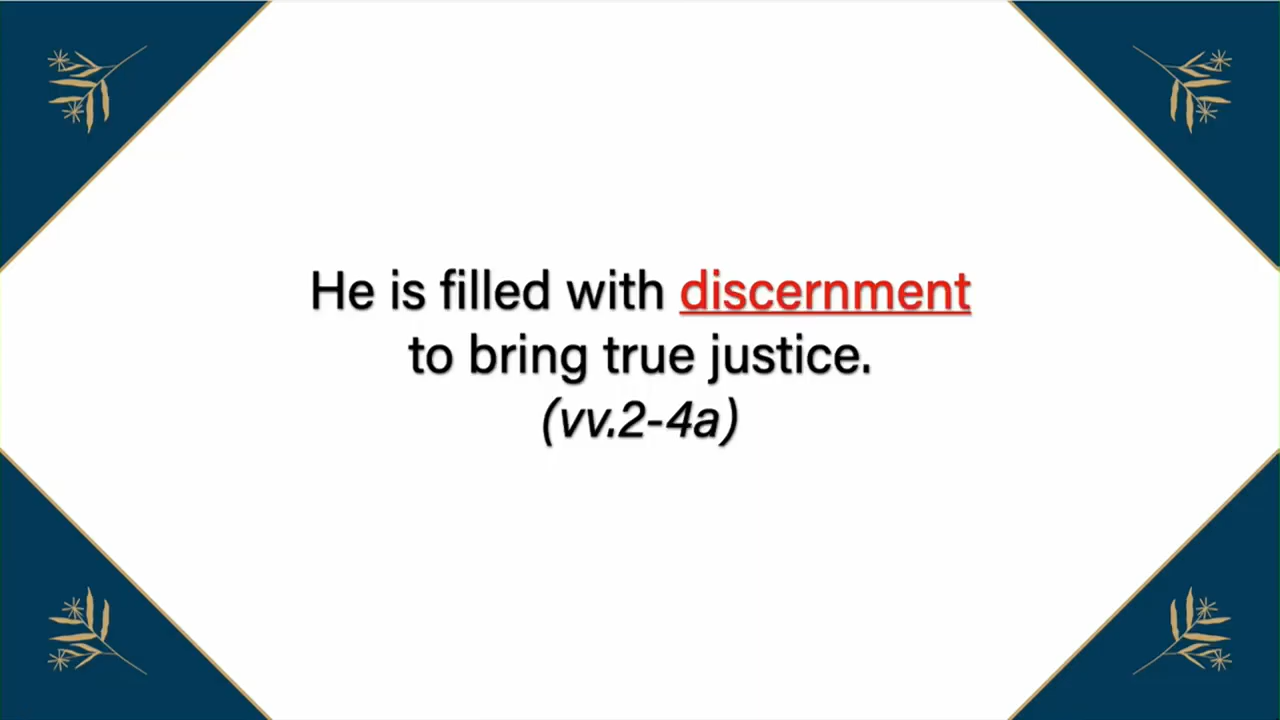 He is filled with discernment
to bring true justice.
(vv.2-4a)